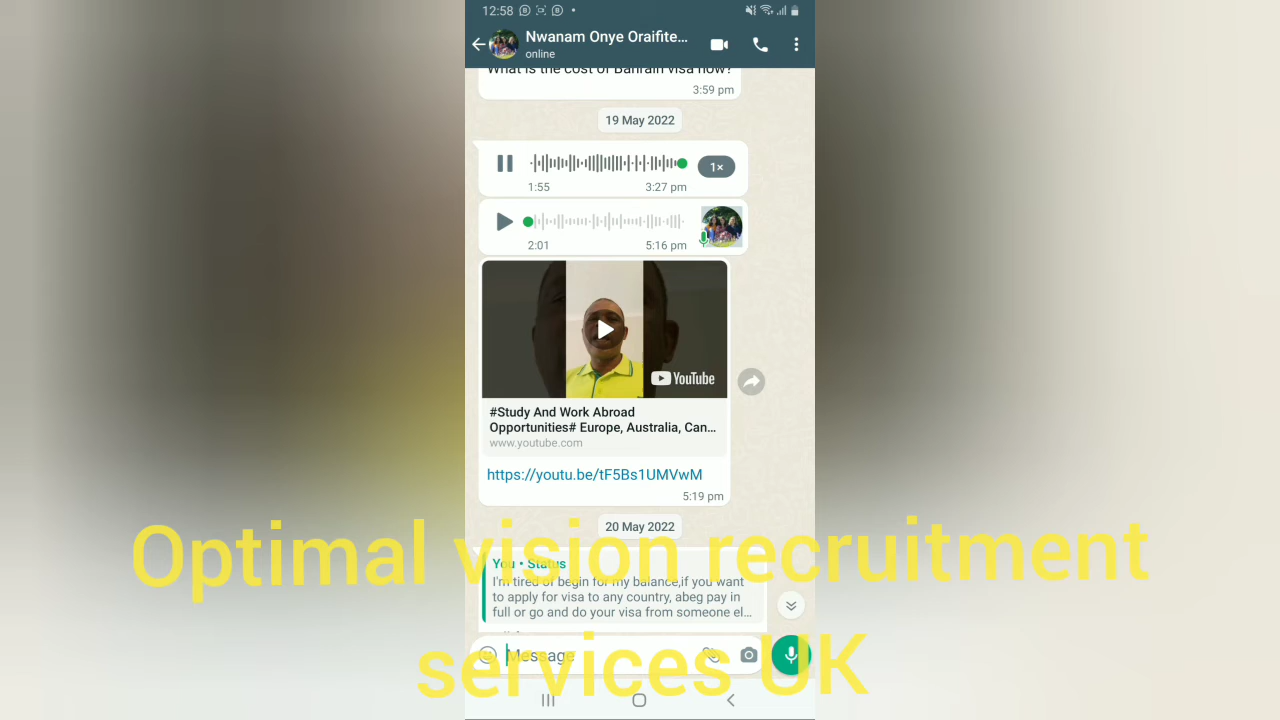 12:58
Nwanam Onye Oraifite...
online
What is the cost of Bahrain visa now?
3:59 pm
19 May 2022
1×
1:55
3:27 pm
2:01
5:16 pm
YouTube
#Study And Work Abroad
Opportunities# Europe, Australia, Can...
www.youtube.com
https://youtu.be/tF5Bs1UMVwM
5:19 pm
20 May 2022
Optimal vision recruitment
services UK
You • Status
I'm tired of begin for my balance,if you want
to apply for visa to any country, abeg pay in
full or go and do your visa from someone el...
Message